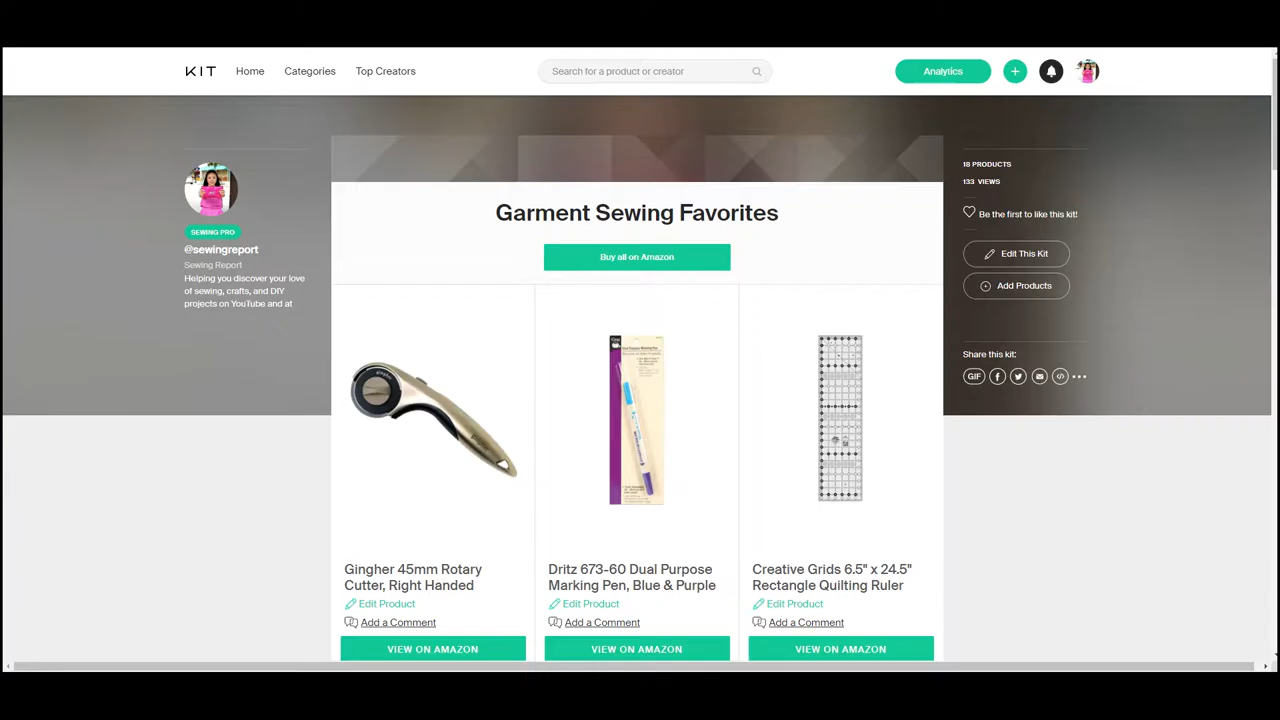 KIT
Home
Categories
Top Creators
Search for a product or creator
Analytics
SEWING PRO
@sewingreport
Sewing Report
Helping you discover your love
of sewing, crafts, and DIY
projects on YouTube and at
Garment Sewing Favorites
Buy all on Amazon
18 PRODUCTS
133 VIEWS
Be the first to like this kit!
Edit This Kit
Add Products
Share this kit:
GIF
Gingher 45mm Rotary
Cutter, Right Handed
Edit Product
Add a Comment
VIEW ON AMAZON
Dritz 673-60 Dual Purpose
Marking Pen, Blue & Purple
Edit Product
Add a Comment
VIEW ON AMAZON
Creative Grids 6.5" x 24.5"
Rectangle Quilting Ruler
Edit Product
Add a Comment
VIEW ON AMAZON